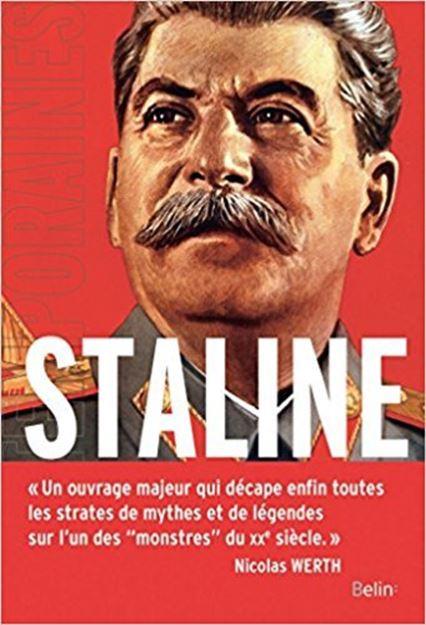 PORAINES
STALINE
« Un ouvrage majeur qui décape enfin toutes
les strates de mythes et de légendes
sur l'un des "monstres" du XXe siècle. »
Nicolas WERTH
Belin: